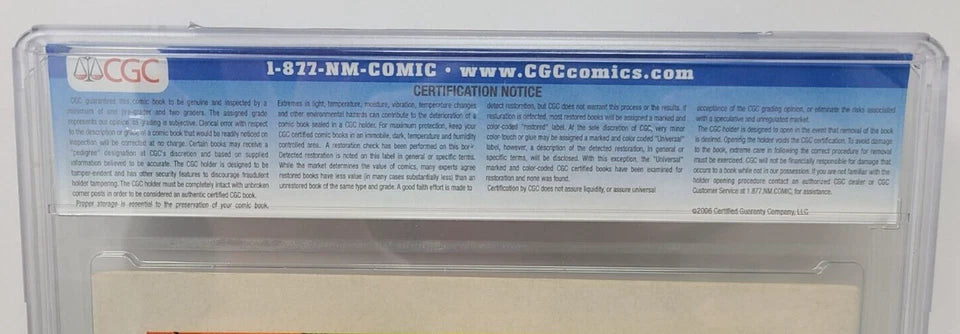 CGC
1-877-NM-COMIC • www.CGCcomics.com
CERTIFICATION NOTICE
CGC guarantees this comic book to be genuine and inspected by a
minimum of one pre-grader and two graders. The assigned grade
represents our opinion, as grading is subjective. Clerical error with respect
to the description or grade in a comic book that would be readily noticed on
inspection will be corrected at no charge. Certain books may receive a
"pedigree" designation at CGC's discretion and based on supplied
information believed to be accurate. The CGC holder is designed to be
tamper-evident and has other security features to discourage fraudulent
holder tampering. The CGC holder must be completely intact with unbroken
corner posts in order to be considered an authentic certified CGC book.
Proper storage is essential to the preservation of your comic book.
Extremes in light, temperature, moisture, vibration, temperature changes
and other environmental hazards can contribute to the deterioration of a
comic book sealed in a CGC holder. For maximum protection, keep your
CGC certified comic books in an immobile, dark, temperature and humidity
controlled area. A restoration check has been performed on this book.
Detected restoration is noted on this label in general or specific terms.
While the market determines the value of comics, many experts agree
restored books have less value (in many cases substantially less) than an
unrestored book of the same type and grade. A good faith effort is made to
detect restoration, but CGC does not warrant this process or the results. If
restoration is detected, most restored books will be assigned a marked and
color-coded "restored" label. At the sole discretion of CGC, very minor
color-touch or glue may be assigned a marked and color coded "Universal"
label, however, a description of the detected restoration, in general or
specific terms, will be disclosed. With this exception, the "Universal"
marked and color-coded CGC certified books have been examined for
restoration and none was found.
Certification by CGC does not assure liquidity, or assure universal
acceptance of the CGC grading opinion, or eliminate the risks associated
with a speculative and unregulated market.
The CGC holder is designed to open in the event that removal of the book
is desired. Opening the holder voids the CGC certification. To avoid damage
to the book, extreme care in following the correct procedure for removal
must be exercised. CGC will not be financially responsible for damage that
occurs to a book while not in our possession. If you are not familiar with the
holder opening procedure contact an authorized CGC dealer or CGC
Customer Service at 1.877.NM.COMIC, for assistance.
©2006 Certified Guaranty Company, LLC